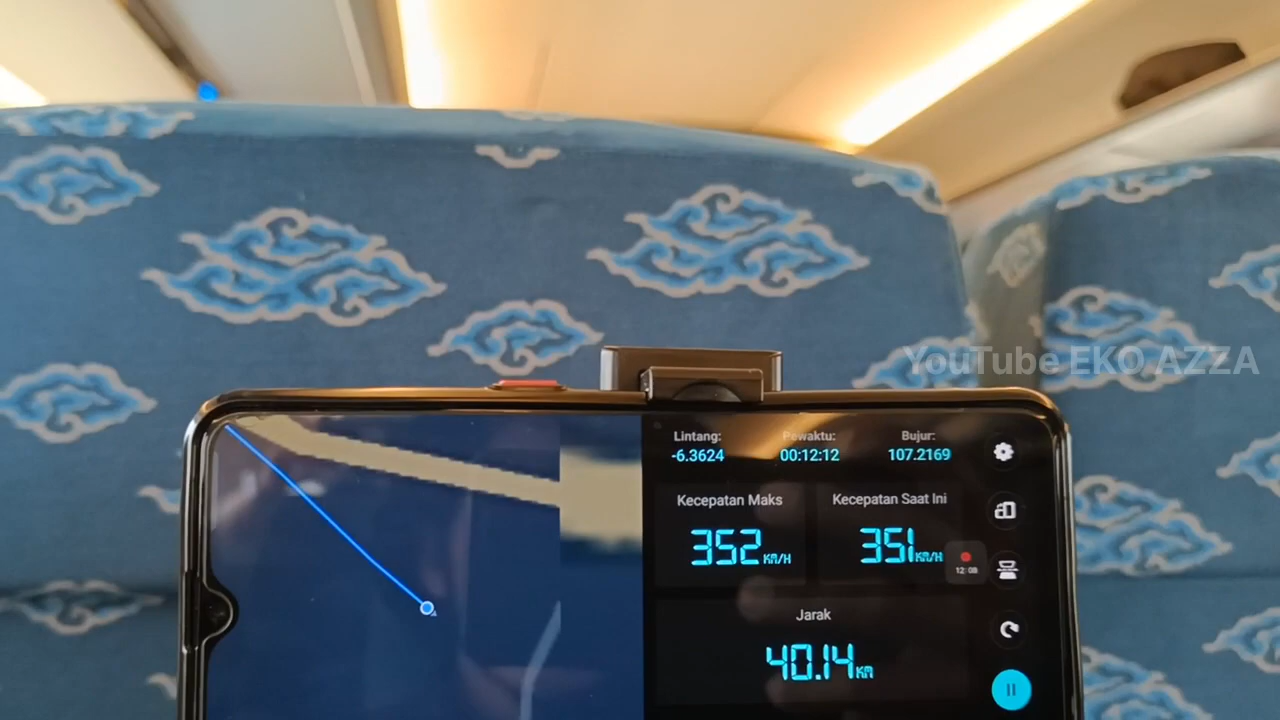 YouTube EKO AZZA
Lintang: Pewaktu: Bujur:
-6.3624 00:12:12 107.2169
Kecepatan Maks Kecepatan Saat Ini
352 KM/H 351 KM/H
12:08
Jarak
40.14 KM